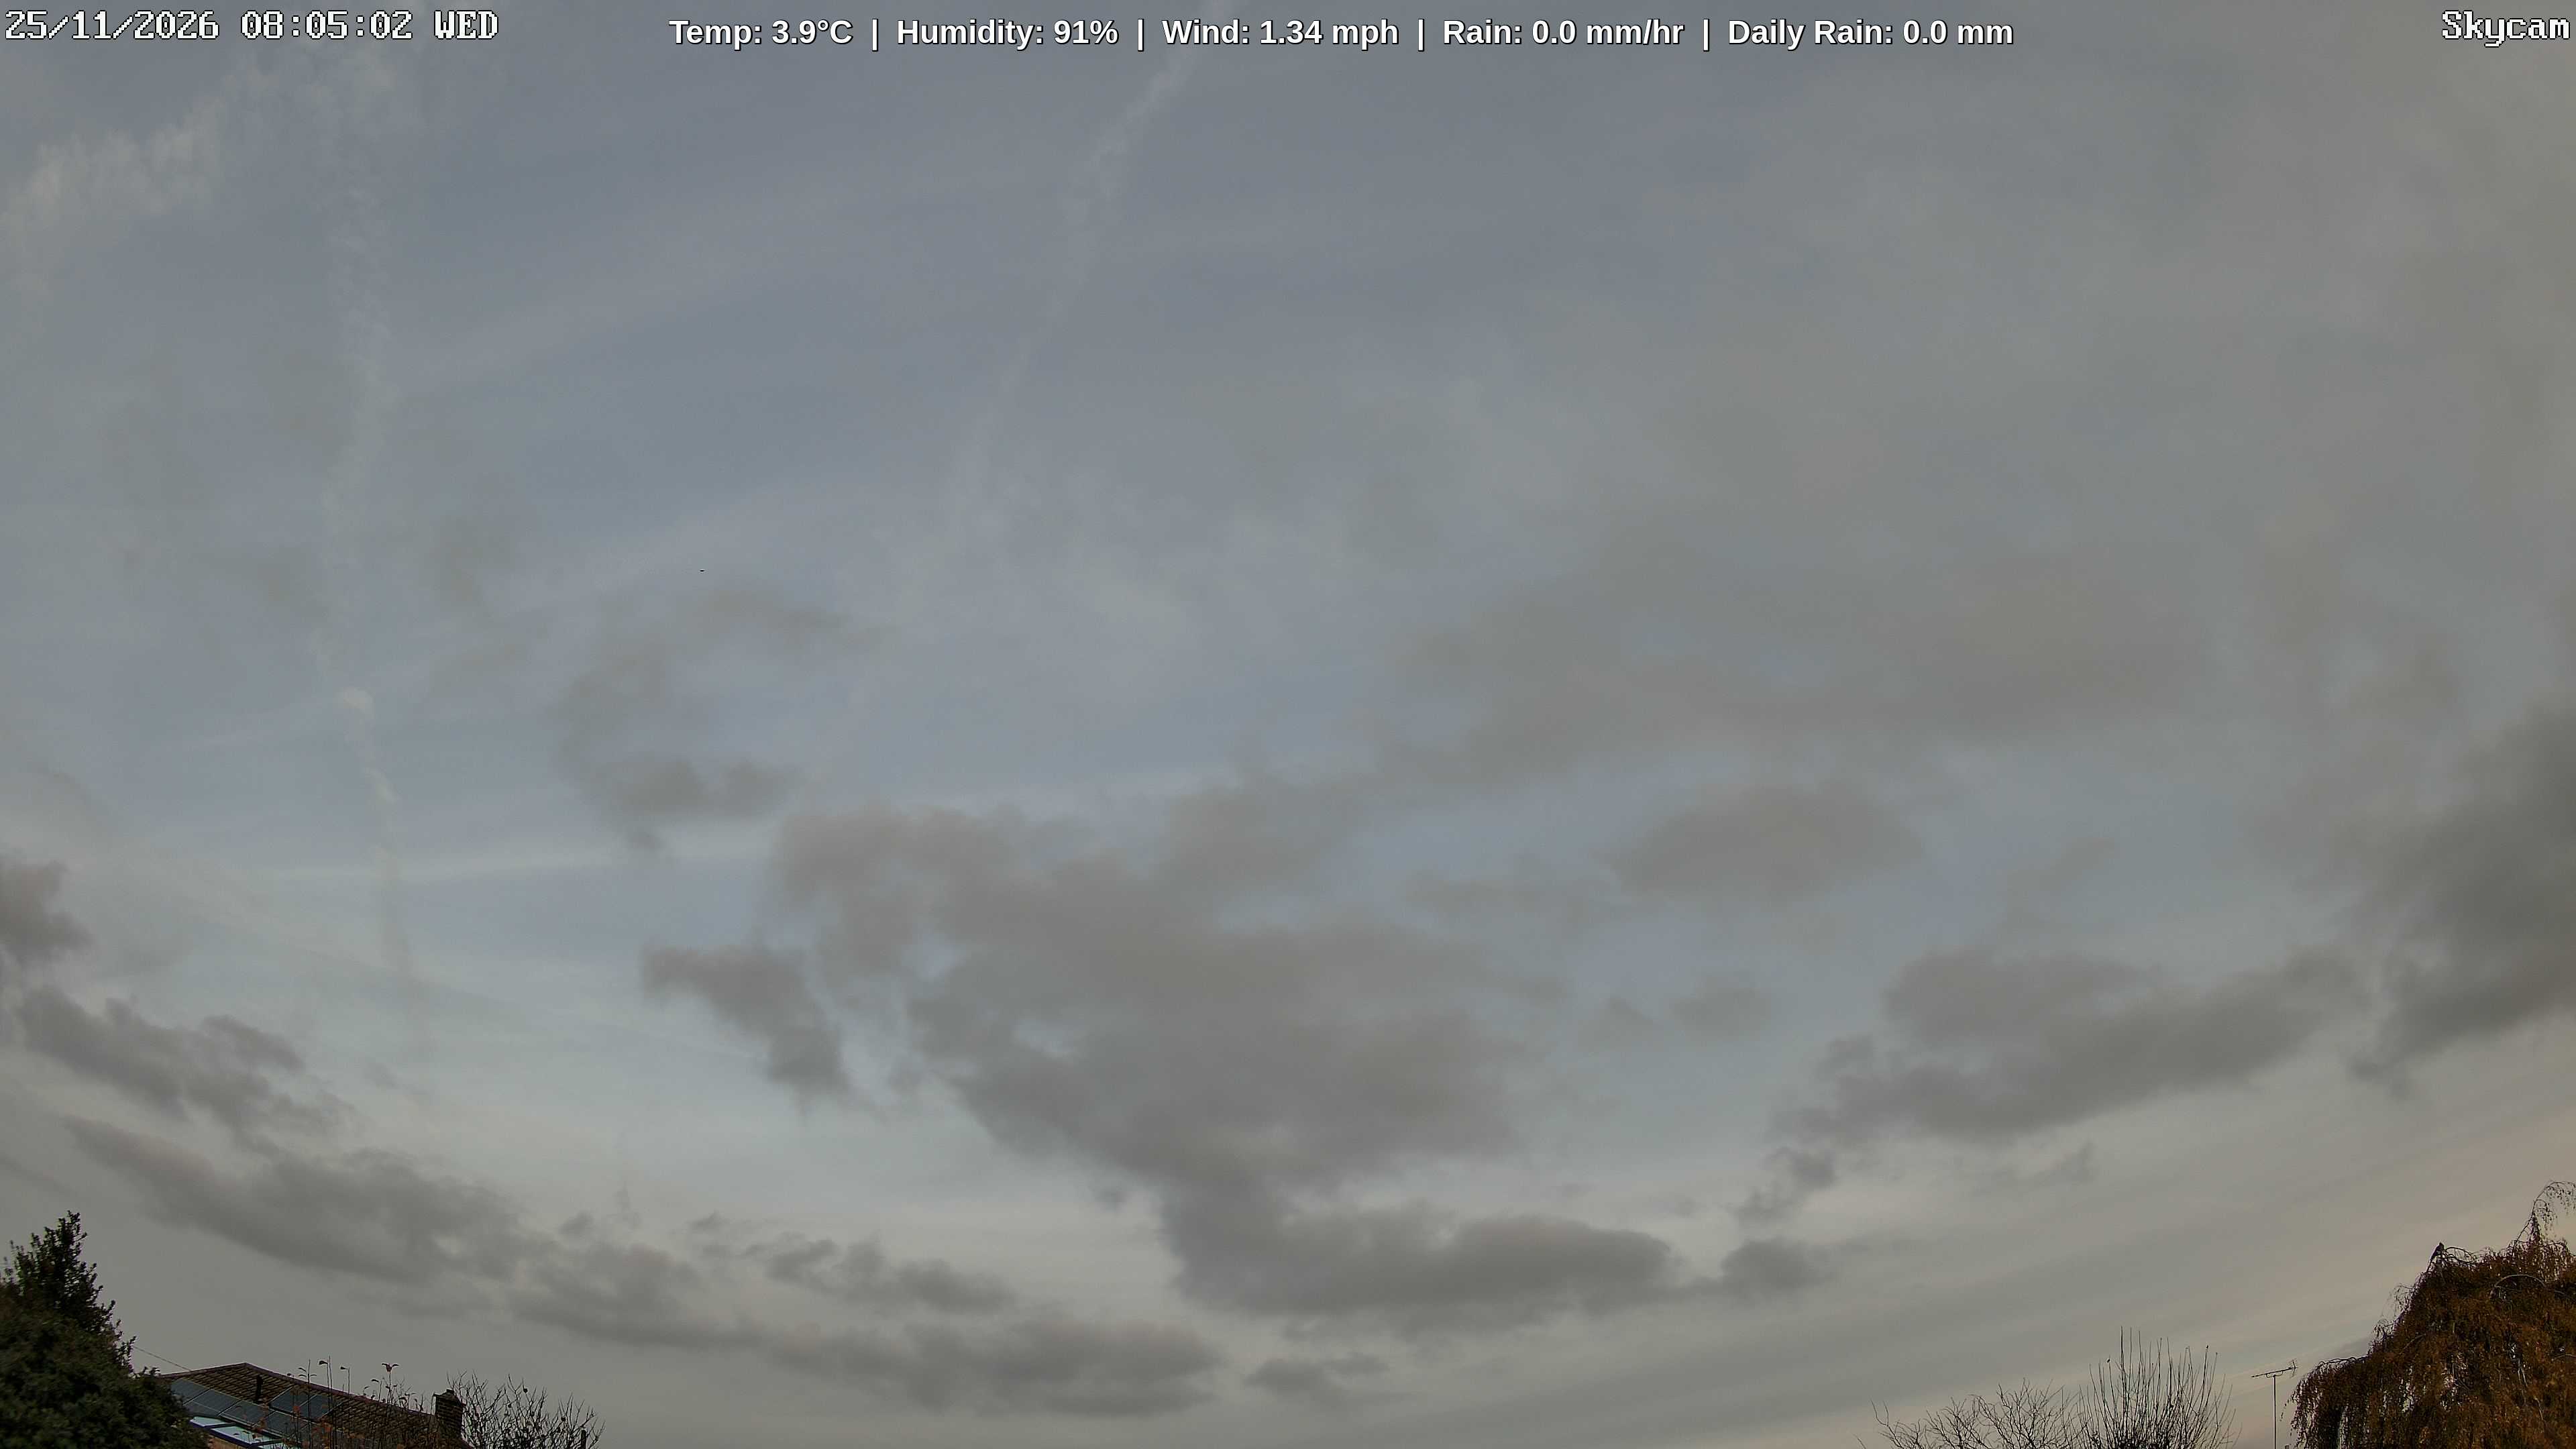 25/11/2026 08:05:02 WED
Temp: 3.9°C | Humidity: 91% | Wind: 1.34 mph | Rain: 0.0 mm/hr | Daily Rain: 0.0 mm
Skycam